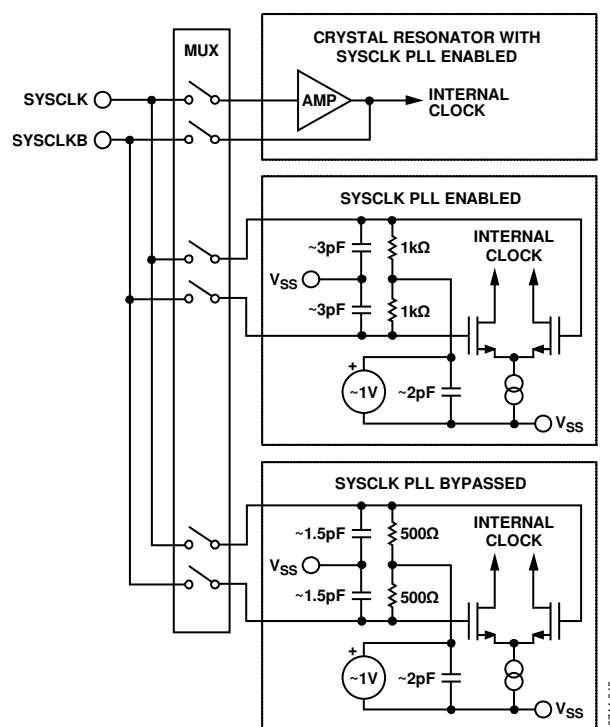 MUX
CRYSTAL RESONATOR WITH
SYSCLK PLL ENABLED
SYSCLK
AMP
INTERNAL
CLOCK
SYSCLKB
SYSCLK PLL ENABLED
~3pF
1kΩ
INTERNAL
CLOCK
VSS
~3pF
1kΩ
+
~1V
~2pF
VSS
SYSCLK PLL BYPASSED
~1.5pF
500Ω
INTERNAL
CLOCK
VSS
~1.5pF
500Ω
+
~1V
~2pF
VSS